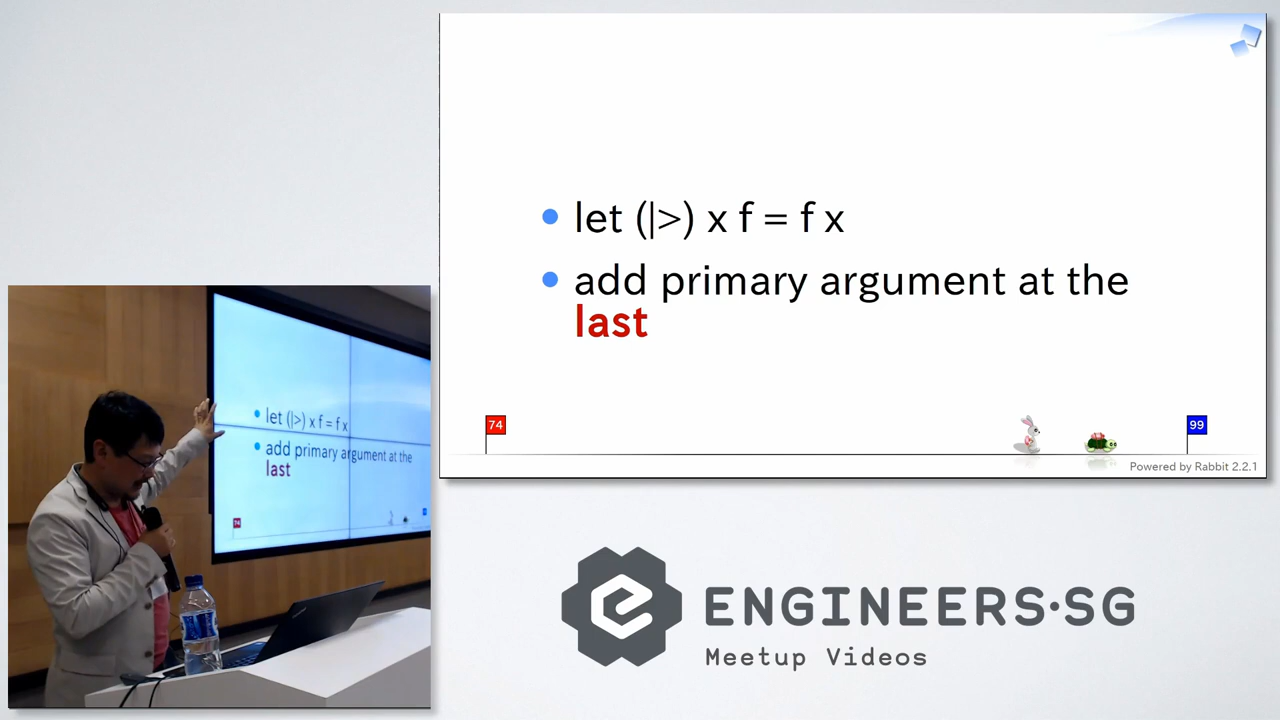 let (|>) x f = f x
add primary argument at the
last
74
99
Powered by Rabbit 2.2.1
let (|>) x f = f x
add primary argument at the
last
74
ENGINEERS·SG
Meetup Videos